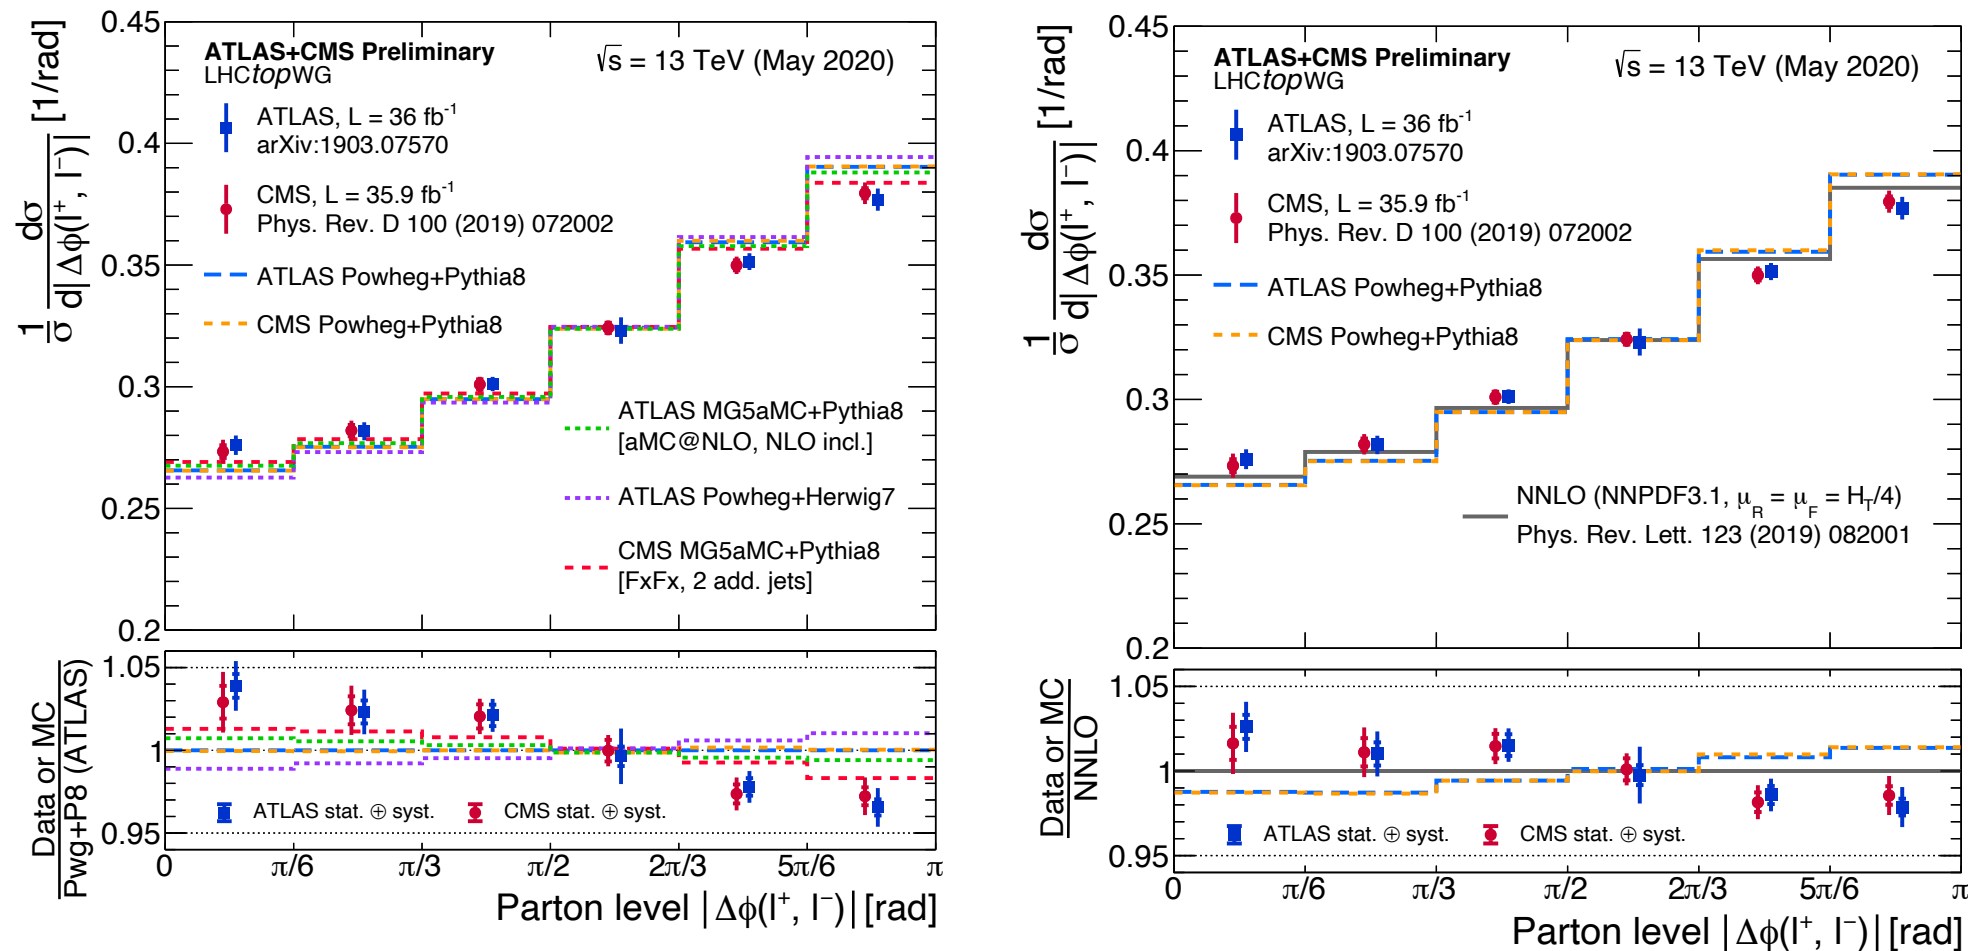 ATLAS+CMS Preliminary
LHCtopWG
√s = 13 TeV (May 2020)
ATLAS, L = 36 fb⁻¹
arXiv:1903.07570
CMS, L = 35.9 fb⁻¹
Phys. Rev. D 100 (2019) 072002
ATLAS Powheg+Pythia8
CMS Powheg+Pythia8
ATLAS MG5aMC+Pythia8
[aMC@NLO, NLO incl.]
ATLAS Powheg+Herwig7
CMS MG5aMC+Pythia8
[FxFx, 2 add. jets]
1/σ dσ/d|Δϕ(l⁺, l⁻)| [1/rad]
0.45
0.4
0.35
0.3
0.25
0.2
Data or MC
Pwg+P8 (ATLAS)
1.05
1
0.95
ATLAS stat. ⊕ syst.
CMS stat. ⊕ syst.
0 π/6 π/3 π/2 2π/3 5π/6 π
Parton level |Δϕ(l⁺, l⁻)| [rad]
ATLAS+CMS Preliminary
LHCtopWG
√s = 13 TeV (May 2020)
ATLAS, L = 36 fb⁻¹
arXiv:1903.07570
CMS, L = 35.9 fb⁻¹
Phys. Rev. D 100 (2019) 072002
ATLAS Powheg+Pythia8
CMS Powheg+Pythia8
NNLO (NNPDF3.1, μ_R = μ_F = H_T/4)
Phys. Rev. Lett. 123 (2019) 082001
1/σ dσ/d|Δϕ(l⁺, l⁻)| [1/rad]
0.45
0.4
0.35
0.3
0.25
0.2
Data or MC
NNLO
1.05
1
0.95
ATLAS stat. ⊕ syst.
CMS stat. ⊕ syst.
0 π/6 π/3 π/2 2π/3 5π/6 π
Parton level |Δϕ(l⁺, l⁻)| [rad]